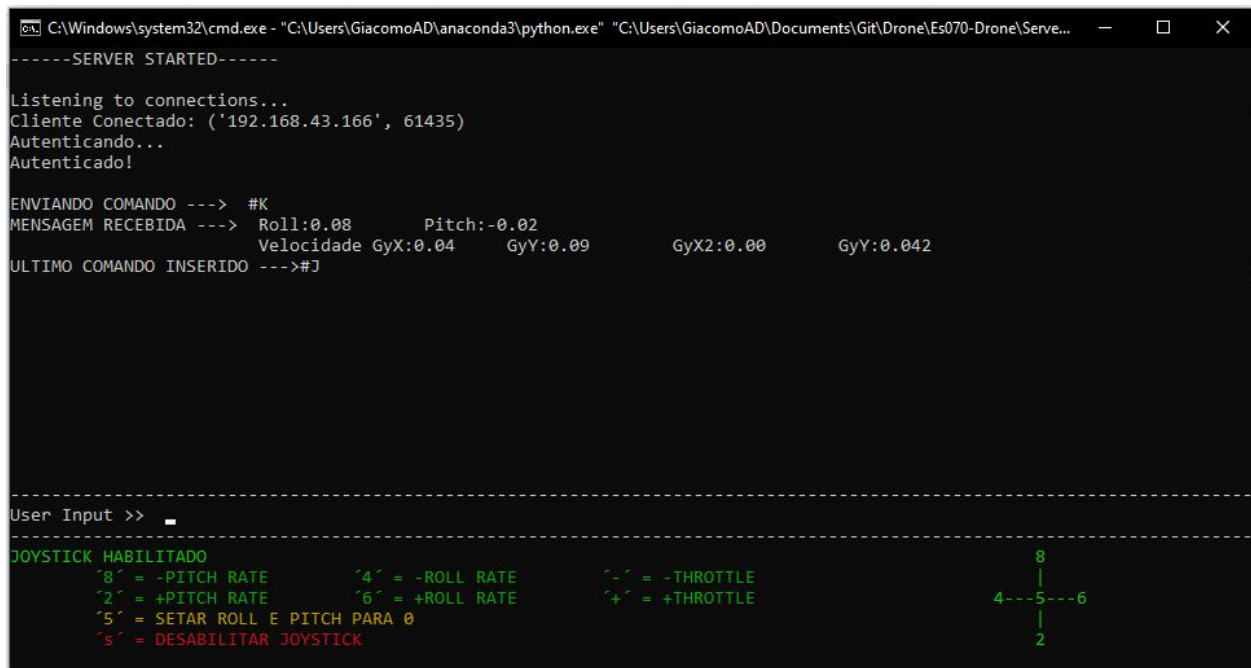 C:\Windows\system32\cmd.exe - "C:\Users\GiacomoAD\anaconda3\python.exe" "C:\Users\GiacomoAD\Documents\Git\Drone\Es070-Drone\Serve...
------SERVER STARTED------
Listening to connections...
Cliente Conectado: ('192.168.43.166', 61435)
Autenticando...
Autenticado!
ENVIANDO COMANDO ---> #K
MENSAGEM RECEBIDA ---> Roll:0.08 Pitch:-0.02
Velocidade GyX:0.04 GyY:0.09 GyX2:0.00 GyY:0.042
ULTIMO COMANDO INSERIDO --->#J
User Input >> _
JOYSTICK HABILITADO 8
´8´ = -PITCH RATE ´4´ = -ROLL RATE ´-´ = -THROTTLE |
´2´ = +PITCH RATE ´6´ = +ROLL RATE ´+´ = +THROTTLE 4---5---6
´5´ = SETAR ROLL E PITCH PARA 0 |
´s´ = DESABILITAR JOYSTICK 2